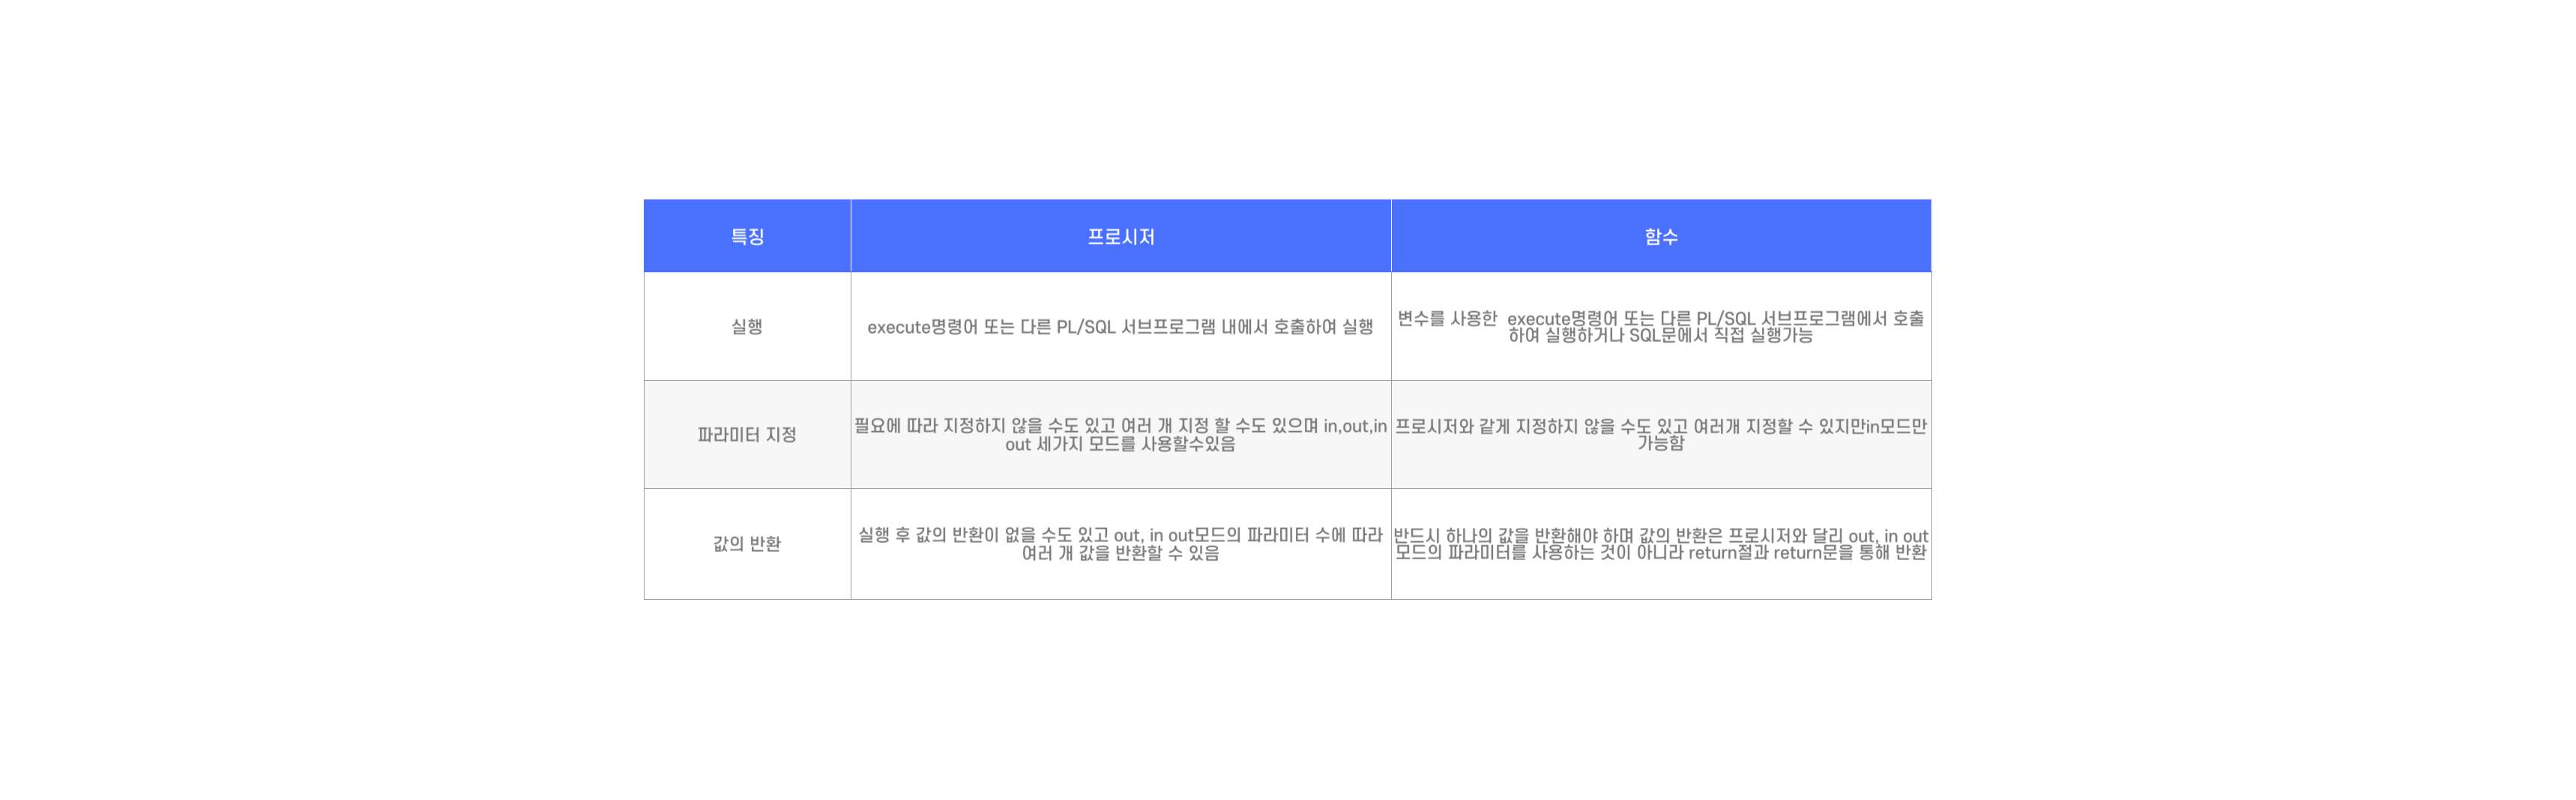 특징
프로시저
함수
실행
execute명령어 또는 다른 PL/SQL 서브프로그램 내에서 호출하여 실행
변수를 사용한  execute명령어 또는 다른 PL/SQL 서브프로그램에서 호출
하여 실행하거나 SQL문에서 직접 실행가능
파라미터 지정
필요에 따라 지정하지 않을 수도 있고 여러 개 지정 할 수도 있으며 in,out,in
out 세가지 모드를 사용할수있음
프로시저와 같게 지정하지 않을 수도 있고 여러개 지정할 수 있지만in모드만
가능함
값의 반환
실행 후 값의 반환이 없을 수도 있고 out, in out모드의 파라미터 수에 따라
여러 개 값을 반환할 수 있음
반드시 하나의 값을 반환해야 하며 값의 반환은 프로시저와 달리 out, in out
모드의 파라미터를 사용하는 것이 아니라 return절과 return문을 통해 반환